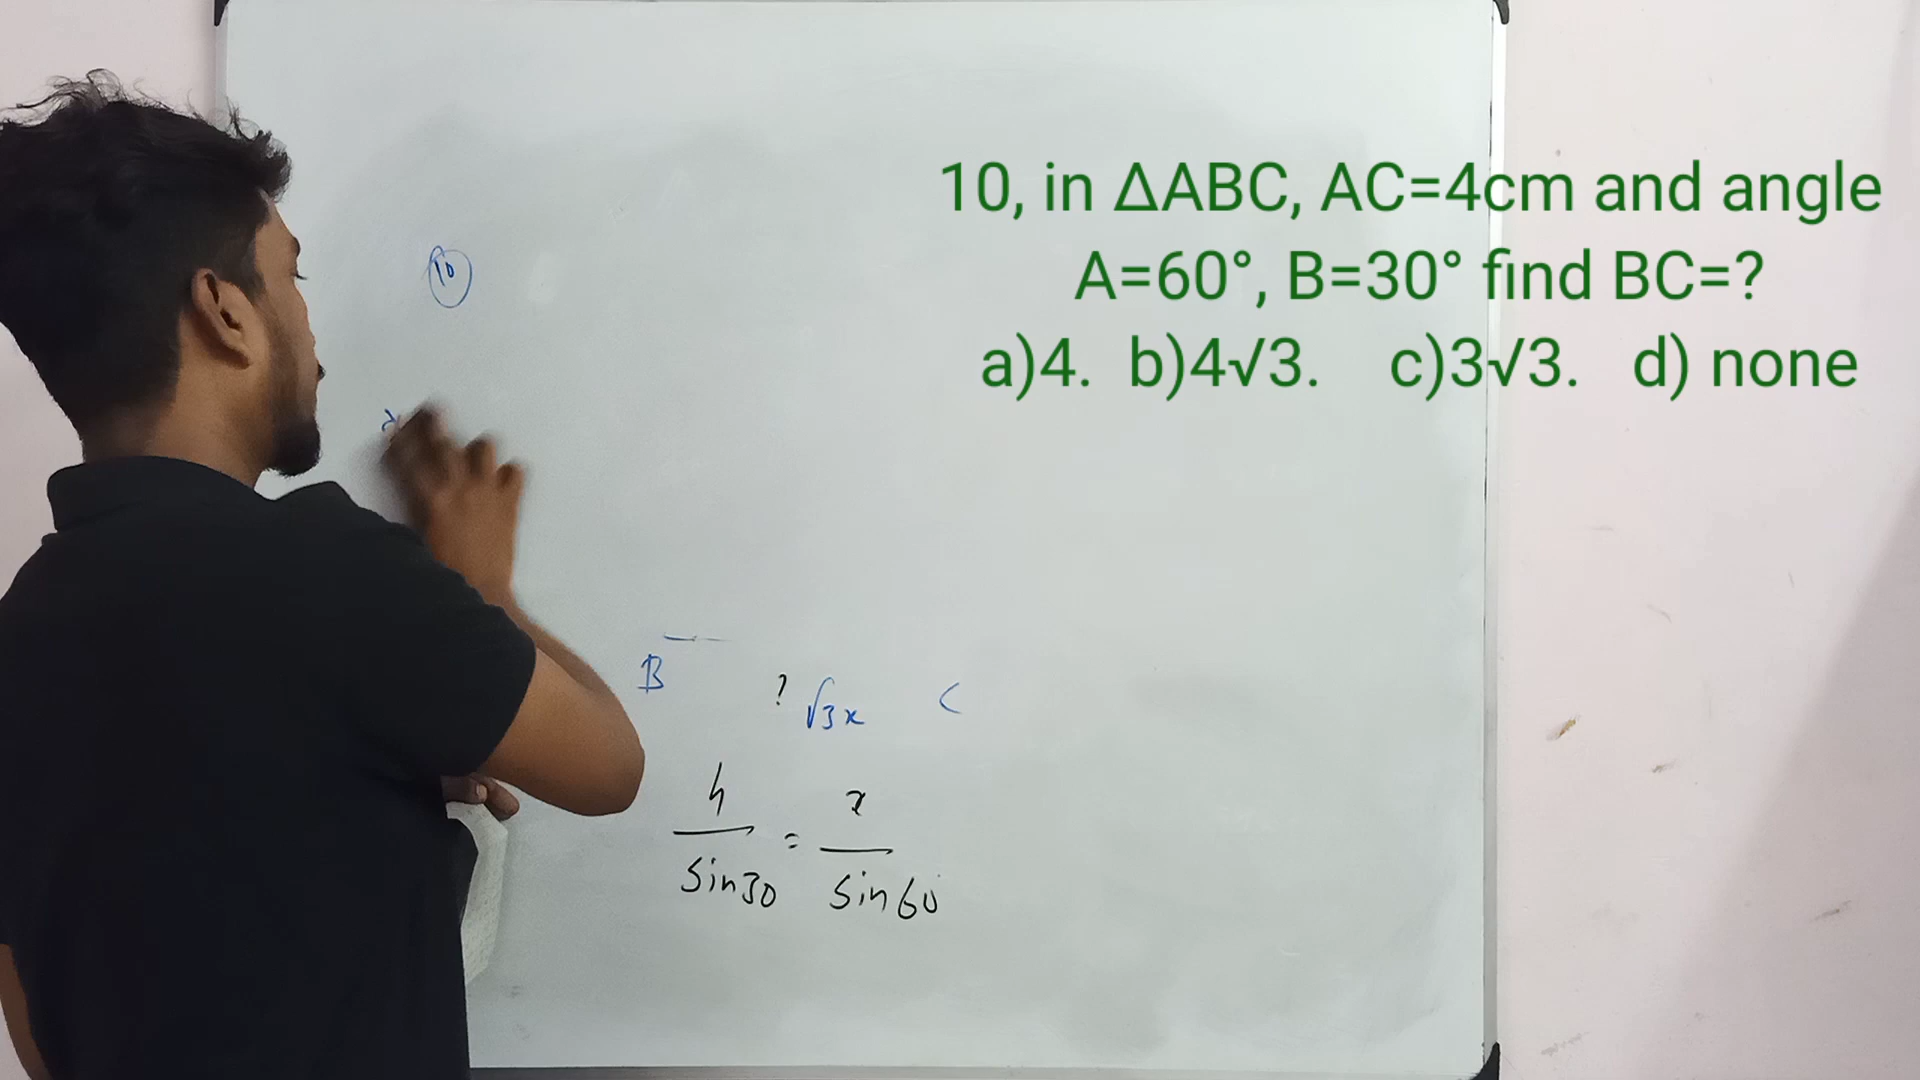 10, in ΔABC, AC=4cm and angle
A=60°, B=30° find BC=?
a)4. b)4√3. c)3√3. d) none
10
B ? √3x C
4/sin30 = x/sin60